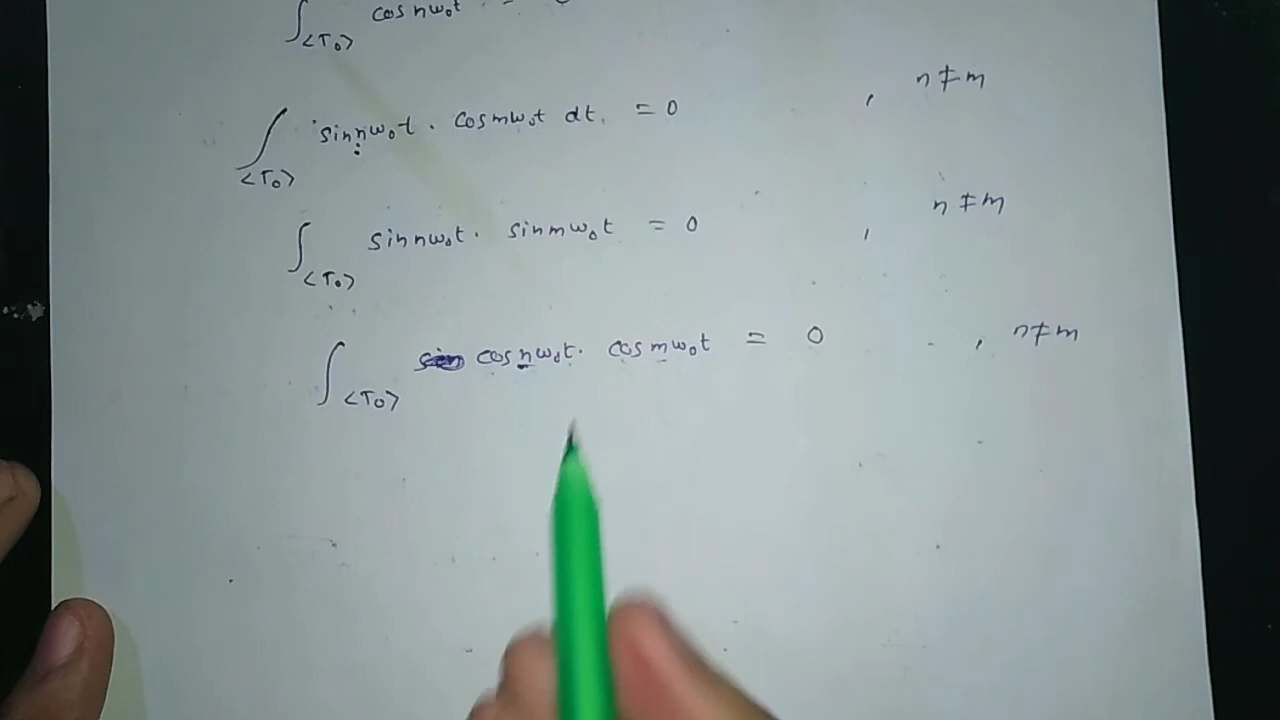 ∫<T₀> cos nω₀t
∫<T₀> sin nω₀t . cos mω₀t dt = 0 , n ≠ m
∫<T₀> sin nω₀t . sin mω₀t = 0 , n ≠ m
∫<T₀> cos nω₀t . cos mω₀t = 0 , n ≠ m